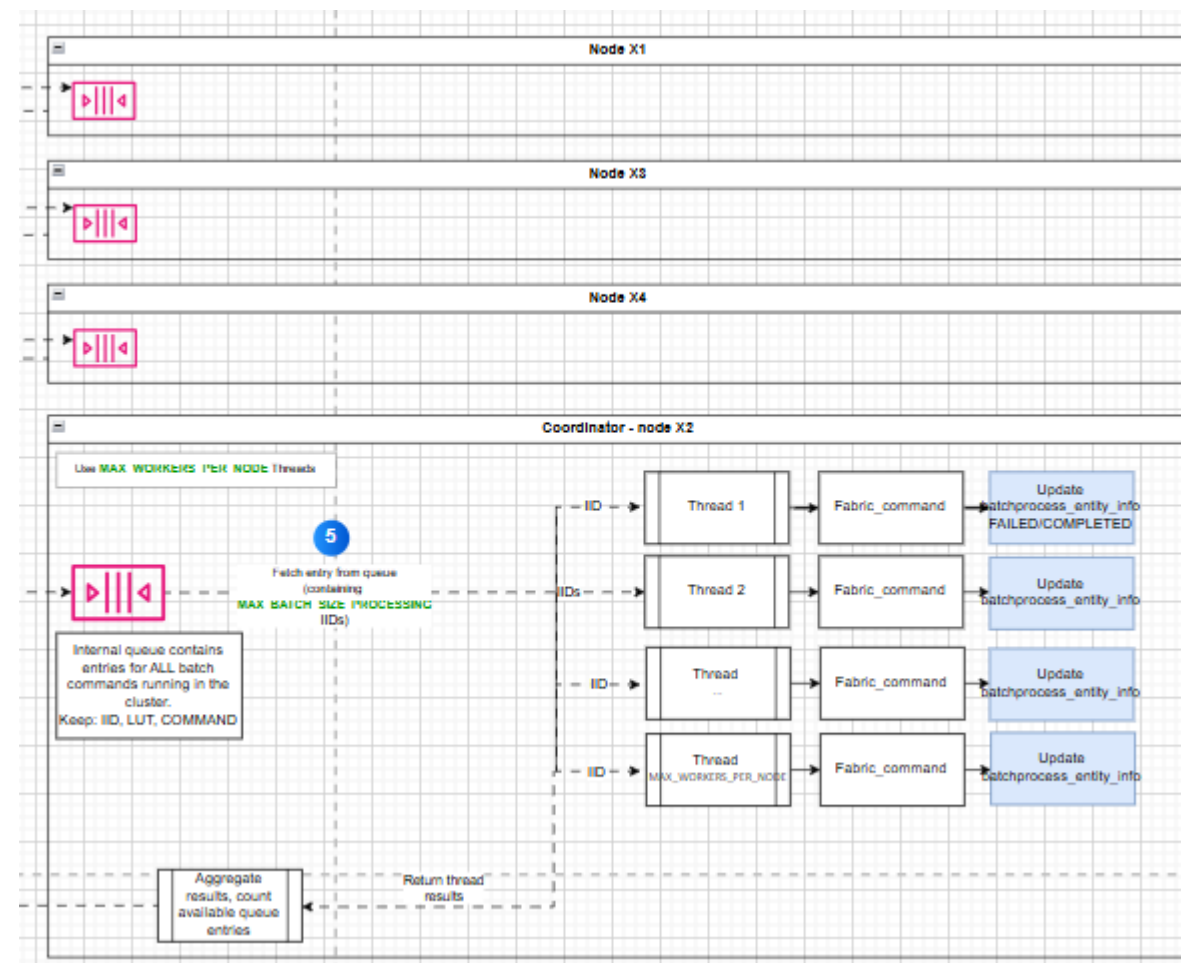 Node X1
Node X3
Node X4
Coordinator - node X2
Use MAX_WORKERS_PER_NODE Threads
5
Fetch entry from queue
(containing
MAX_BATCH_SIZE_PROCESSING
IIDs)
Internal queue contains
entries for ALL batch
commands running in the
cluster.
Keep: IID, LUT, COMMAND
IID
Thread 1
Fabric_command
Update
batchprocess_entity_info
FAILED/COMPLETED
IIDs
Thread 2
Fabric_command
Update
batchprocess_entity_info
IID
Thread
...
Fabric_command
Update
batchprocess_entity_info
IID
Thread
MAX_WORKERS_PER_NODE
Fabric_command
Update
batchprocess_entity_info
Aggregate
results, count
available queue
entries
Return thread
results